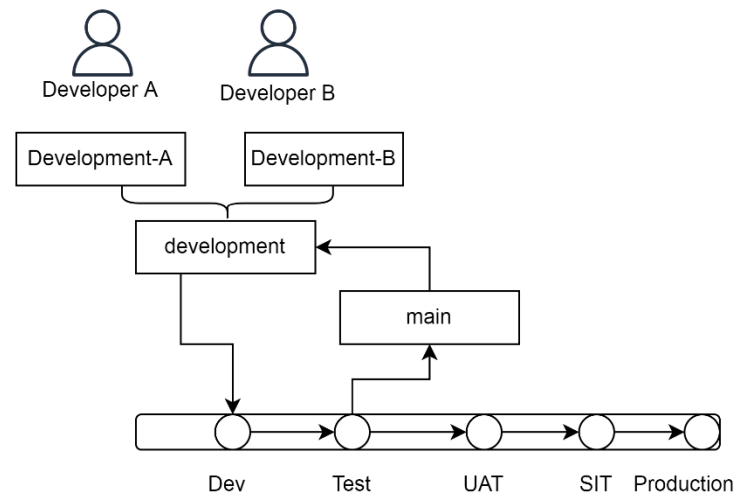 Developer A
Developer B
Development-A
Development-B
development
main
Dev
Test
UAT
SIT
Production